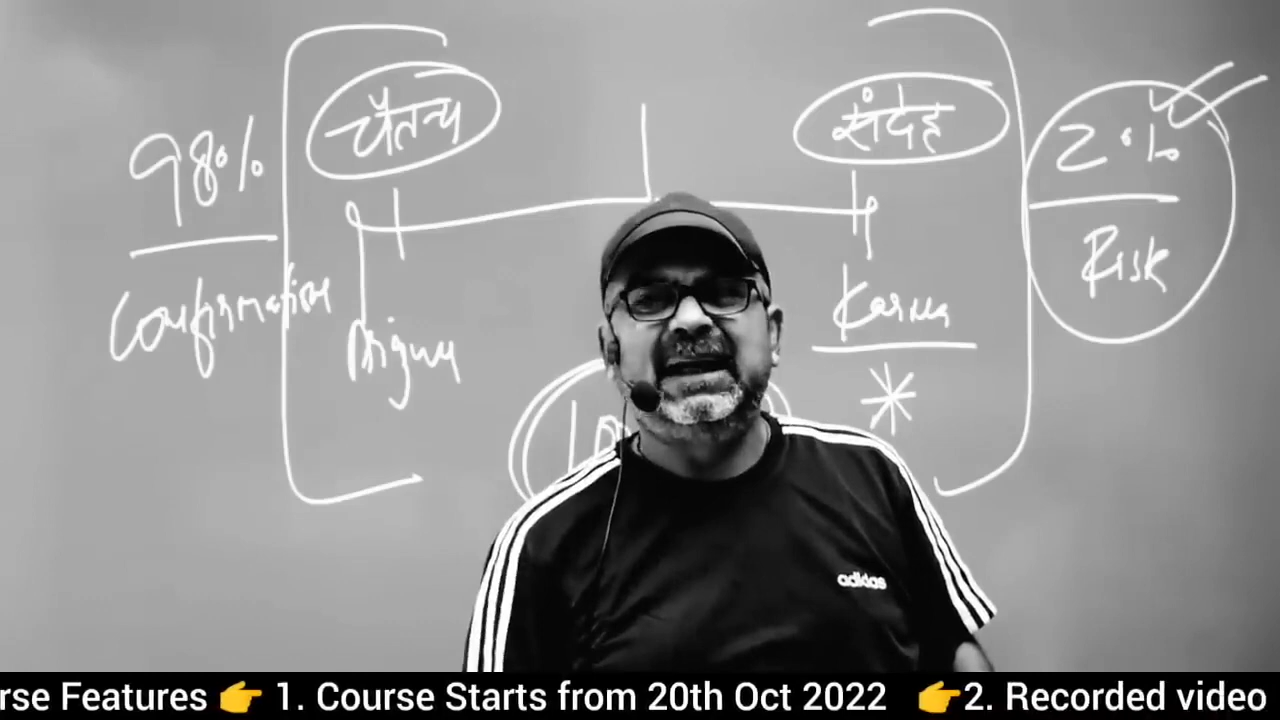 चैतन्य
संदेह
98%
2%
Confirmation
Risk
Karma
adidas
rse Features 👉 1. Course Starts from 20th Oct 2022 👉2. Recorded video